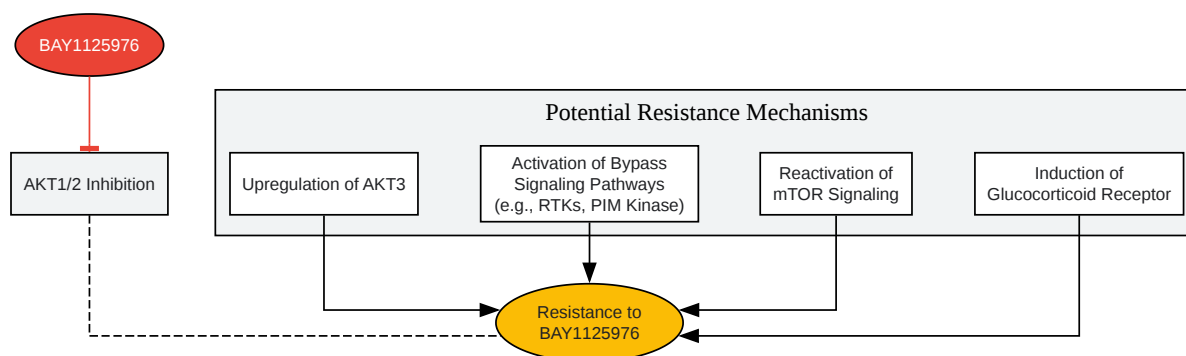 BAY1125976
Potential Resistance Mechanisms
AKT1/2 Inhibition
Upregulation of AKT3
Activation of Bypass
Signaling Pathways
(e.g., RTKs, PIM Kinase)
Reactivation of
mTOR Signaling
Induction of
Glucocorticoid Receptor
Resistance to
BAY1125976